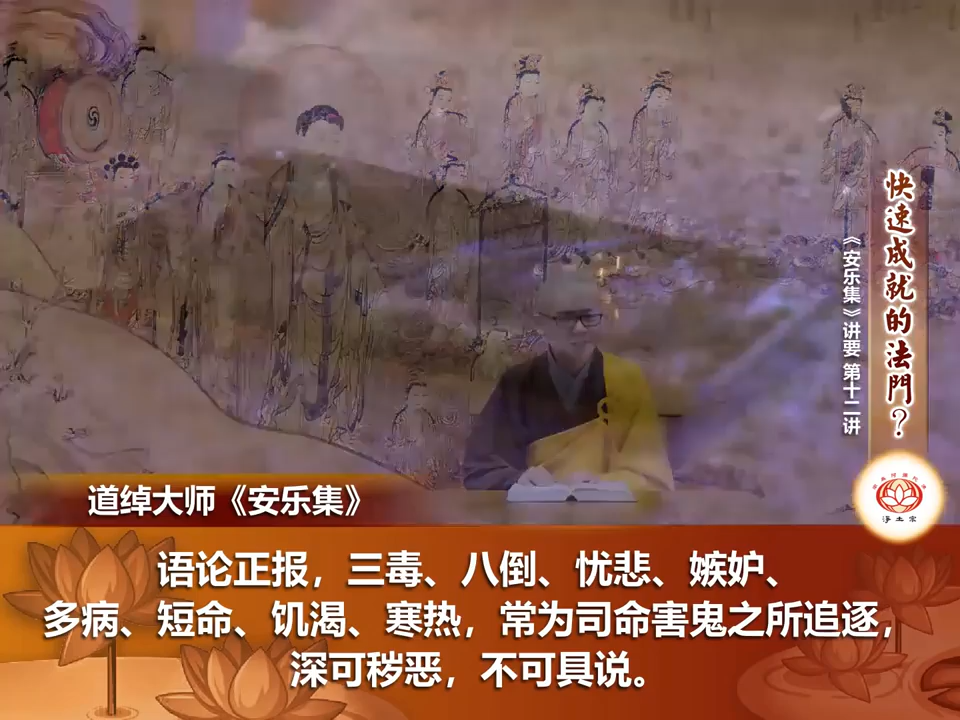 快速成就的法門？
《安乐集》讲要 第十二讲
净土宗
道绰大师《安乐集》
语论正报，三毒、八倒、忧悲、嫉妒、
多病、短命、饥渴、寒热，常为司命害鬼之所追逐，
深可秽恶，不可具说。